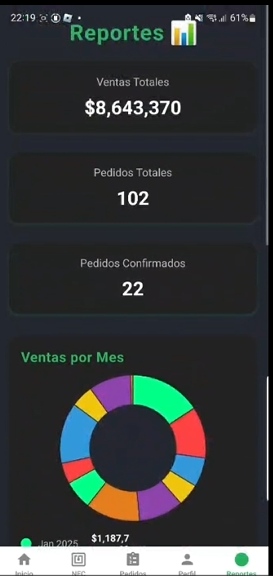 22:19 61%
Reportes
Ventas Totales
$8,643,370
Pedidos Totales
102
Pedidos Confirmados
22
Ventas por Mes
Jan 2025 $1,187,7
Inicio NFC Pedidos Perfil Reportes